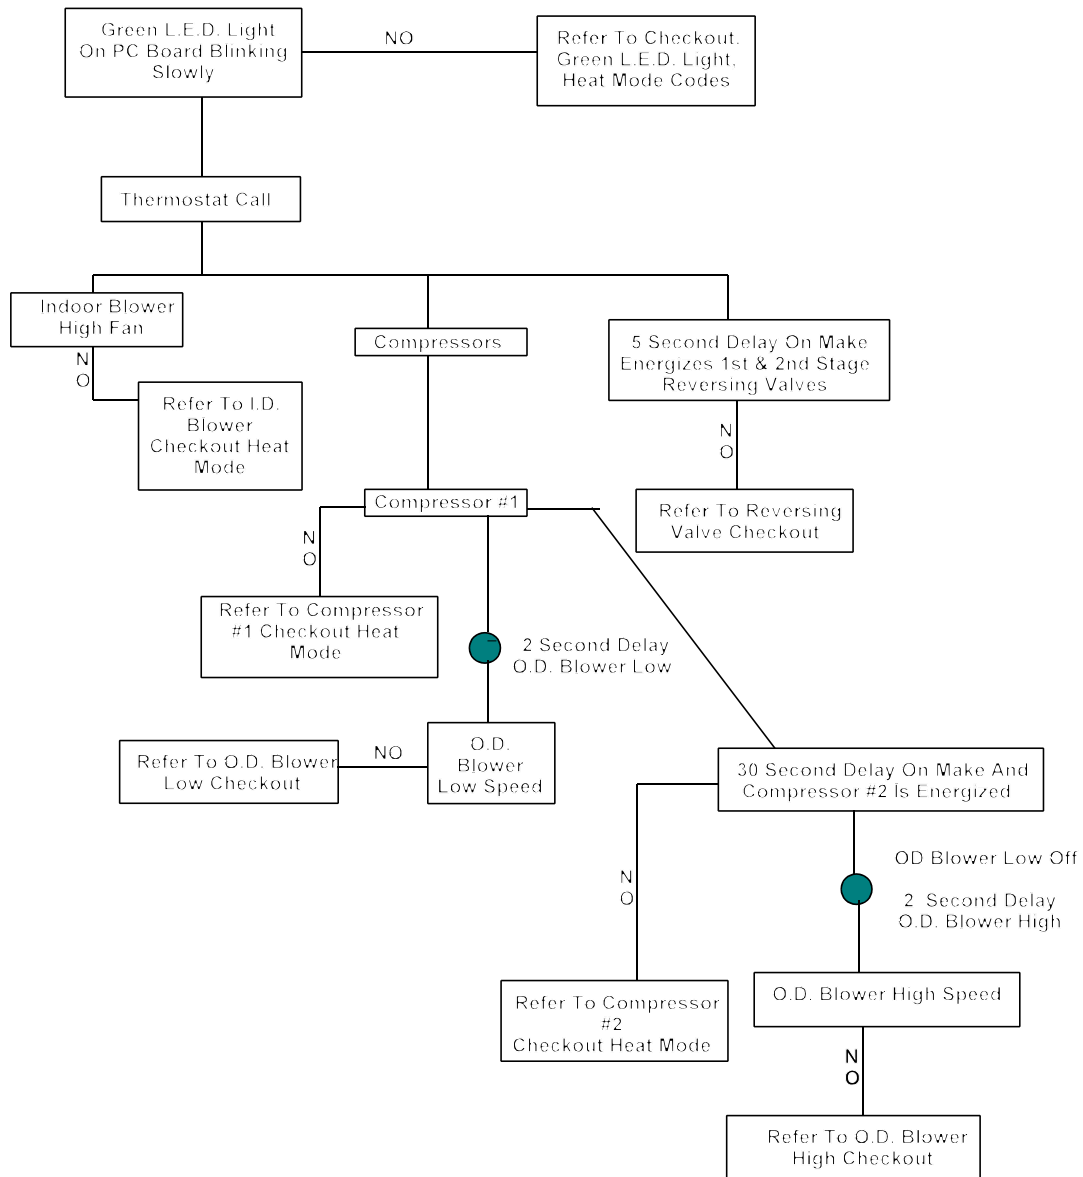 Green L.E.D. Light
On PC Board Blinking
Slowly
NO
Refer To Checkout.
Green L.E.D. Light,
Heat Mode Codes
Thermostat Call
Indoor Blower
High Fan
N
O
Refer To I.D.
Blower
Checkout Heat
Mode
Compressors
5 Second Delay On Make
Energizes 1st & 2nd Stage
Reversing Valves
N
O
Refer To Reversing
Valve Checkout
Compressor #1
N
O
Refer To Compressor
#1 Checkout Heat
Mode
2 Second Delay
O.D. Blower Low
O.D.
Blower
Low Speed
NO
Refer To O.D. Blower
Low Checkout
30 Second Delay On Make And
Compressor #2 Is Energized
N
O
Refer To Compressor
#2
Checkout Heat Mode
OD Blower Low Off
2 Second Delay
O.D. Blower High
O.D. Blower High Speed
N
O
Refer To O.D. Blower
High Checkout